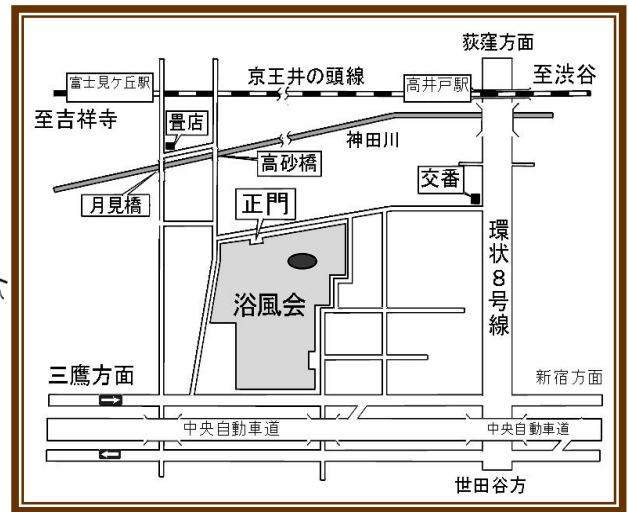 荻窪方面
富士見ケ丘駅
京王井の頭線
高井戸駅
至渋谷
至吉祥寺
畳店
神田川
高砂橋
交番
月見橋
正門
環状8号線
浴風会
三鷹方面
新宿方面
中央自動車道
中央自動車道
世田谷方